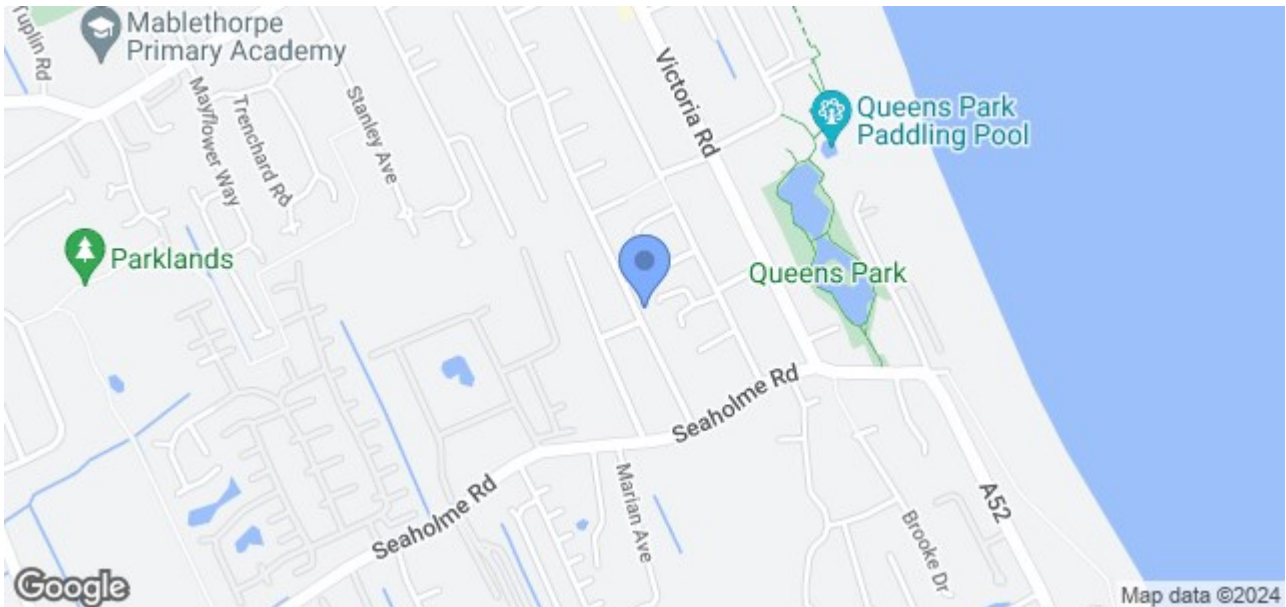 Tuplin Rd
Mablethorpe
Primary Academy
Mayflower Way
Trenchard Rd
Stanley Ave
Victoria Rd
Queens Park
Paddling Pool
Parklands
Queens Park
Seaholme Rd
Seaholme Rd
Marian Ave
A52
Brooke Dr
Google
Map data ©2024